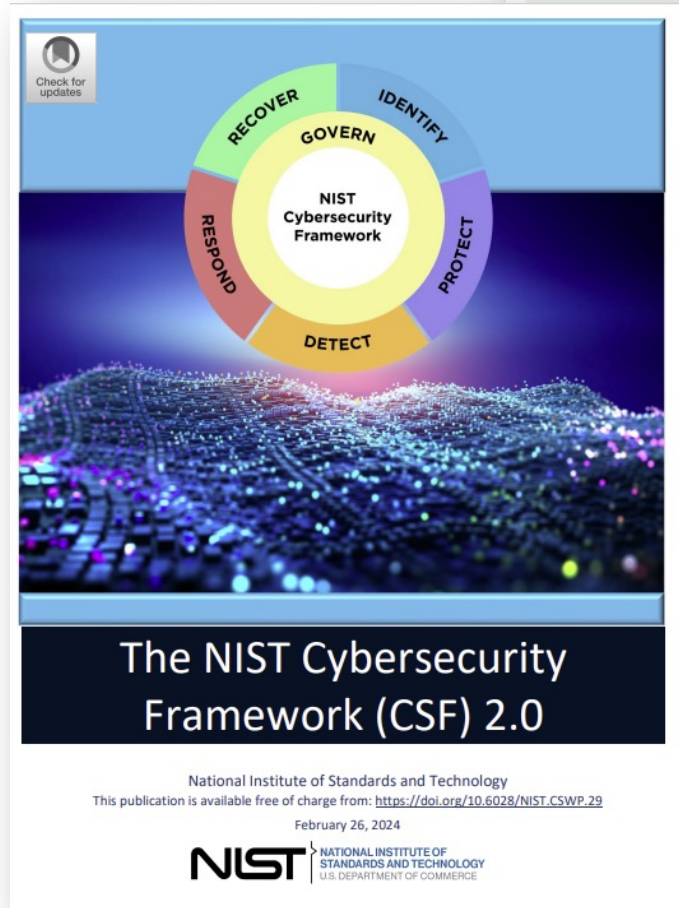 Check for
updates
RECOVER
IDENTIFY
GOVERN
NIST
Cybersecurity
Framework
RESPOND
PROTECT
DETECT
The NIST Cybersecurity
Framework (CSF) 2.0
National Institute of Standards and Technology
This publication is available free of charge from: https://doi.org/10.6028/NIST.CSWP.29
February 26, 2024
NIST
NATIONAL INSTITUTE OF
STANDARDS AND TECHNOLOGY
U.S. DEPARTMENT OF COMMERCE